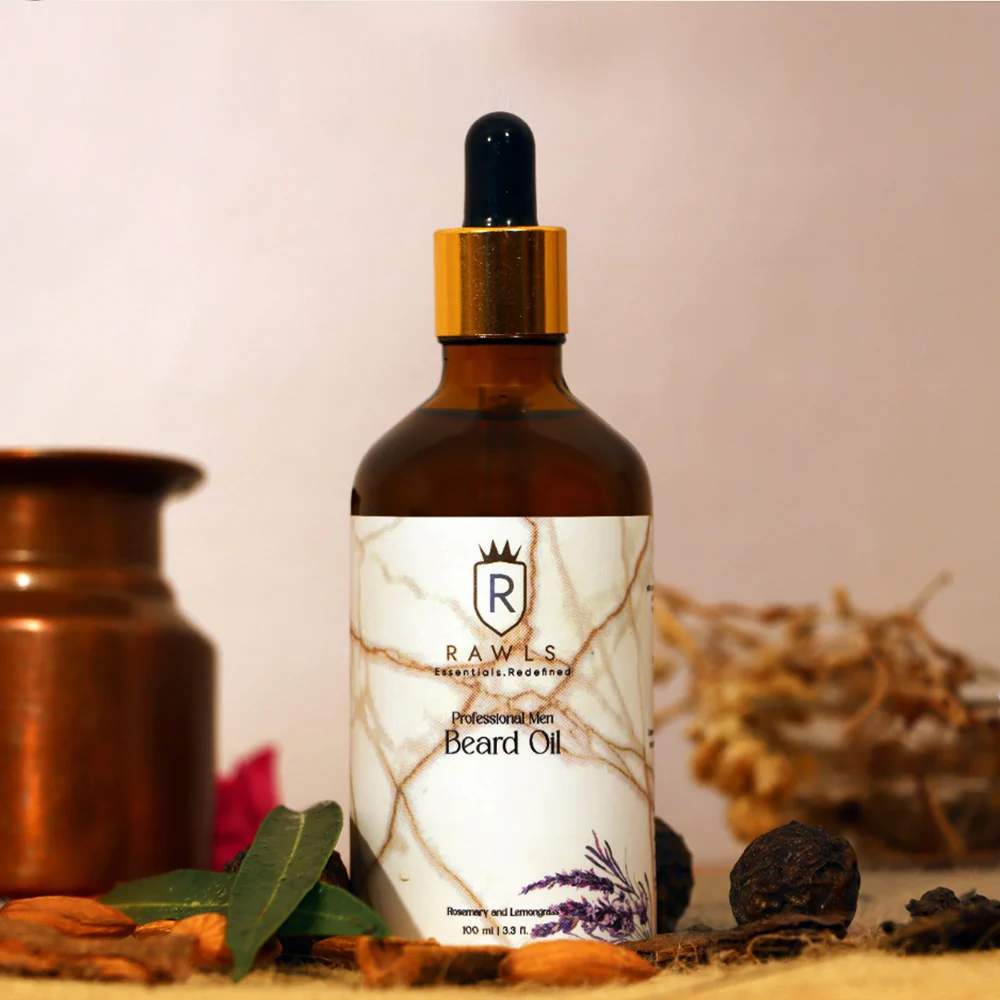 R
RAWLS
Essentials.Redefined
Professional Men
Beard Oil
Rosemary and Lemongrass
100 ml | 3.3 fl.